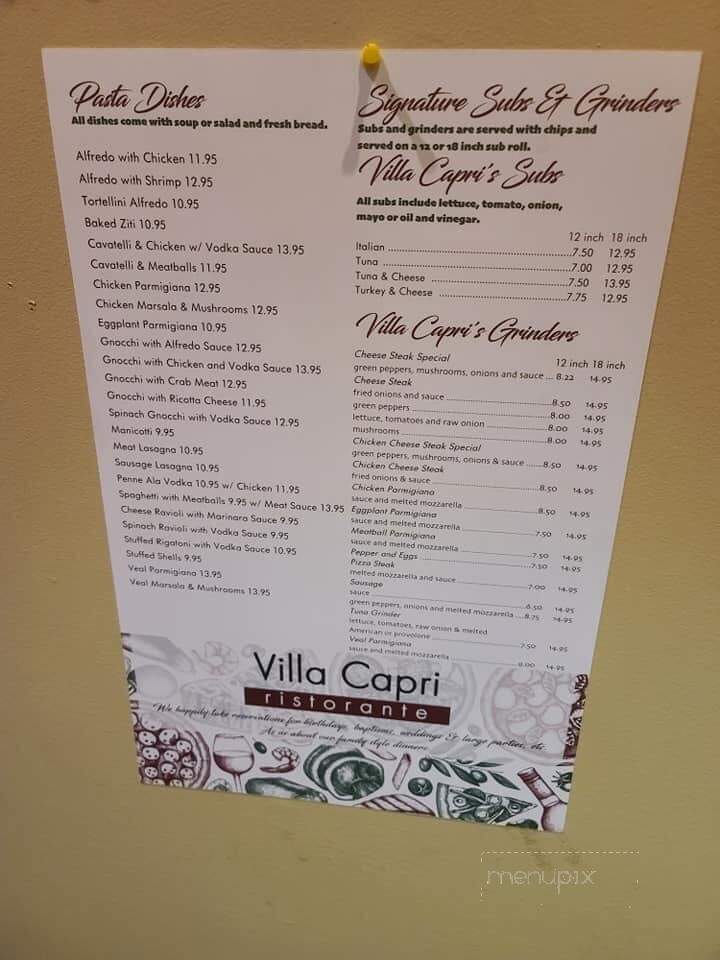 Pasta Dishes
All dishes come with soup or salad and fresh bread.
Alfredo with Chicken 11.95
Alfredo with Shrimp 12.95
Tortellini Alfredo 10.95
Baked Ziti 10.95
Cavatelli & Chicken w/ Vodka Sauce 13.95
Cavatelli & Meatballs 11.95
Chicken Parmigiana 12.95
Chicken Marsala & Mushrooms 12.95
Eggplant Parmigiana 10.95
Gnocchi with Alfredo Sauce 12.95
Gnocchi with Chicken and Vodka Sauce 13.95
Gnocchi with Crab Meat 12.95
Gnocchi with Ricotta Cheese 11.95
Spinach Gnocchi with Vodka Sauce 12.95
Manicotti 9.95
Meat Lasagna 10.95
Sausage Lasagna 10.95
Penne Ala Vodka 10.95 w/ Chicken 11.95
Spaghetti with Meatballs 9.95 w/ Meat Sauce 13.95
Cheese Ravioli with Marinara Sauce 9.95
Spinach Ravioli with Vodka Sauce 9.95
Stuffed Rigatoni with Vodka Sauce 10.95
Stuffed Shells 9.95
Veal Parmigiana 13.95
Veal Marsala & Mushrooms 13.95
Signature Subs & Grinders
Subs and grinders are served with chips and
served on a 12 or 18 inch sub roll.
Villa Capri's Subs
All subs include lettuce, tomato, onion,
mayo or oil and vinegar.
12 inch 18 inch
Italian ........ 7.50 12.95
Tuna ........ 7.00 12.95
Tuna & Cheese ........ 7.50 13.95
Turkey & Cheese ........ 7.75 12.95
Villa Capri's Grinders
12 inch 18 inch
Cheese Steak Special
green peppers, mushrooms, onions and sauce ... 8.22 14.95
Cheese Steak
fried onions and sauce ........ 8.50 14.95
green peppers ........ 8.00 14.95
lettuce, tomatoes and raw onion ........ 8.00 14.95
mushrooms ........ 8.00 14.95
Chicken Cheese Steak Special
green peppers, mushrooms, onions & sauce ...... 8.50 14.95
Chicken Cheese Steak
fried onions & sauce ........ 8.50 14.95
Chicken Parmigiana
sauce and melted mozzarella ........ 8.50 14.95
Eggplant Parmigiana
sauce and melted mozzarella ........ 7.50 14.95
Meatball Parmigiana
sauce and melted mozzarella ........ 7.50 14.95
Pepper and Eggs ........ 7.50 14.95
Pizza Steak
melted mozzarella and sauce ........ 7.00 14.95
Sausage
sauce ........ 6.50 14.95
green peppers, onions and melted mozzarella .... 8.75 14.95
Tuna Grinder
lettuce, tomatoes, raw onion & melted
American or provolone ........ 7.50 14.95
Veal Parmigiana
sauce and melted mozzarella ........ 8.00 14.95
Villa Capri
ristorante
We happily take reservations for birthdays, baptisms, weddings & large parties, etc.
As us about our family style dinners
menupix